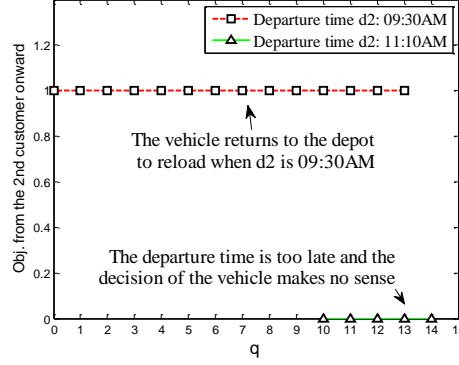 Departure time d2: 09:30AM
Departure time d2: 11:10AM
1.2
1
0.8
0.6
0.4
0.2
0
Obj. from the 2nd customer onward
The vehicle returns to the depot
to reload when d2 is 09:30AM
The departure time is too late and the
decision of the vehicle makes no sense
0 1 2 3 4 5 6 7 8 9 10 11 12 13 14
q